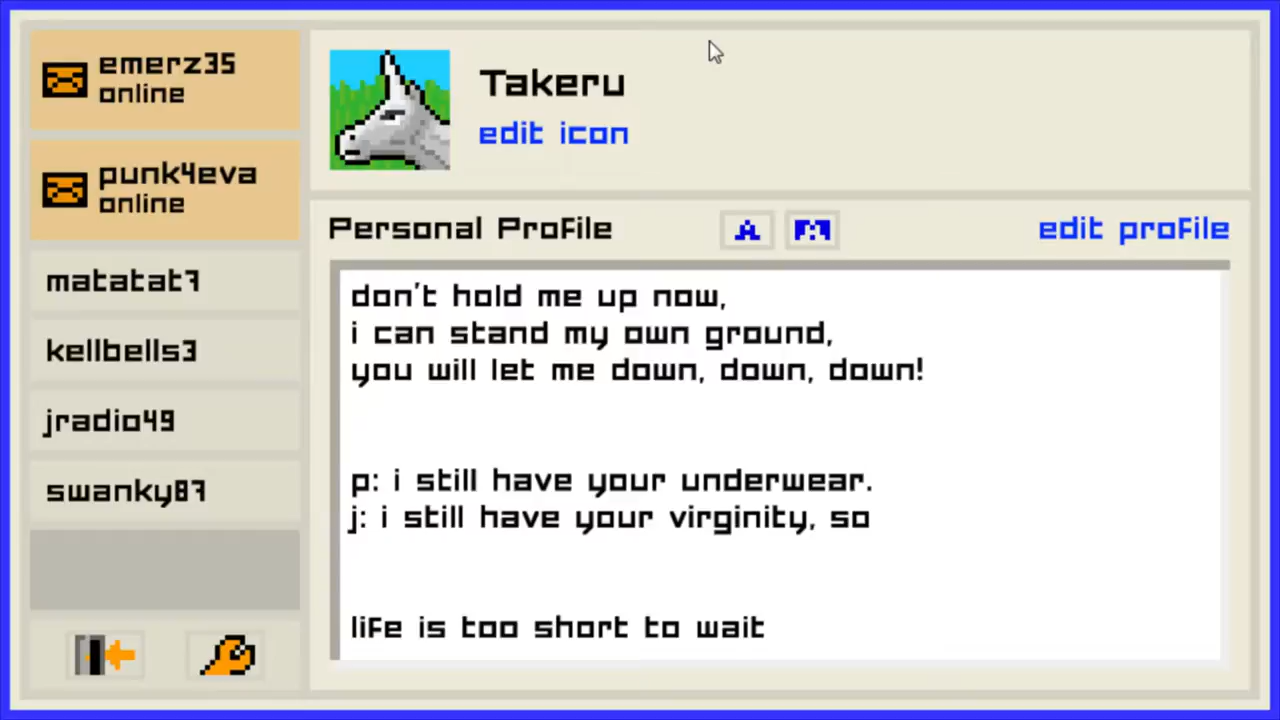 emerz35
online
punk4eva
online
matatat7
kellbells3
jradio49
swanky87
Takeru
edit icon
Personal Profile
A
edit profile
don't hold me up now,
i can stand my own ground,
you will let me down, down, down!
p: i still have your underwear.
j: i still have your virginity, so
life is too short to wait